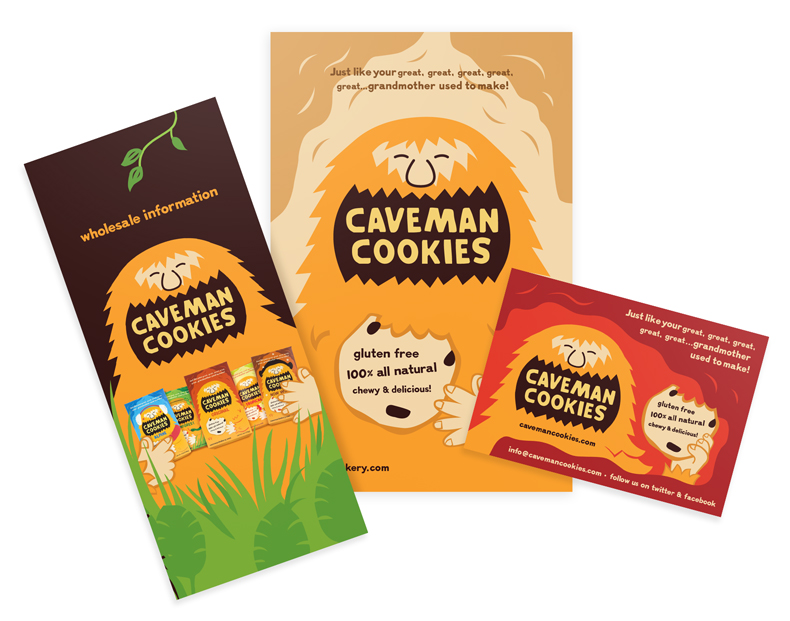 wholesale information
CAVEMAN
COOKIES
CAVEMAN
COOKIES
CAVEMAN
COOKIES
CAVEMAN
COOKIES
Just like your great, great, great, great,
great...grandmother used to make!
CAVEMAN
COOKIES
gluten free
100% all natural
chewy & delicious!
kery.com
Just like your great, great, great,
great, great...grandmother
used to make!
CAVEMAN
COOKIES
cavemancookies.com
gluten free
100% all natural
chewy & delicious!
info@cavemancookies.com • follow us on twitter & facebook